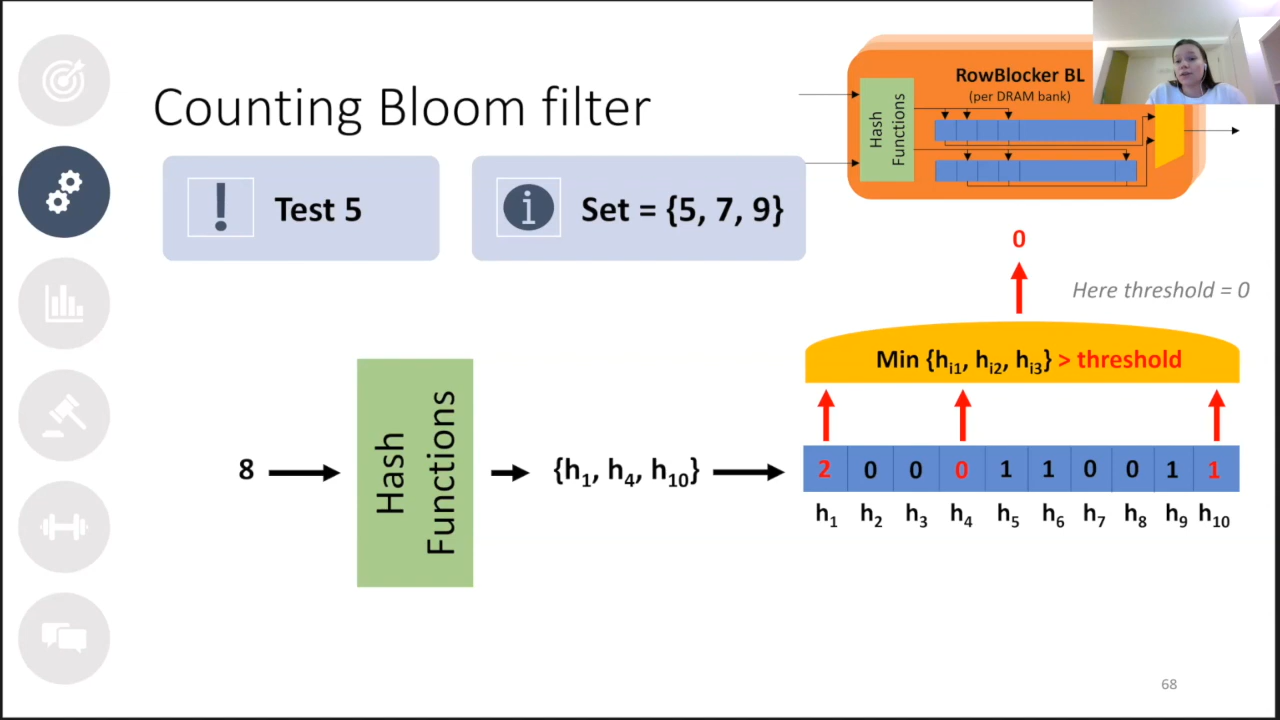 Counting Bloom filter
RowBlocker BL
(per DRAM bank)
Hash
Functions
! Test 5
i Set = {5, 7, 9}
0
Here threshold = 0
Min {hi1, hi2, hi3} > threshold
8
Hash
Functions
{h1, h4, h10}
2 0 0 0 1 1 0 0 1 1
h1 h2 h3 h4 h5 h6 h7 h8 h9 h10
68